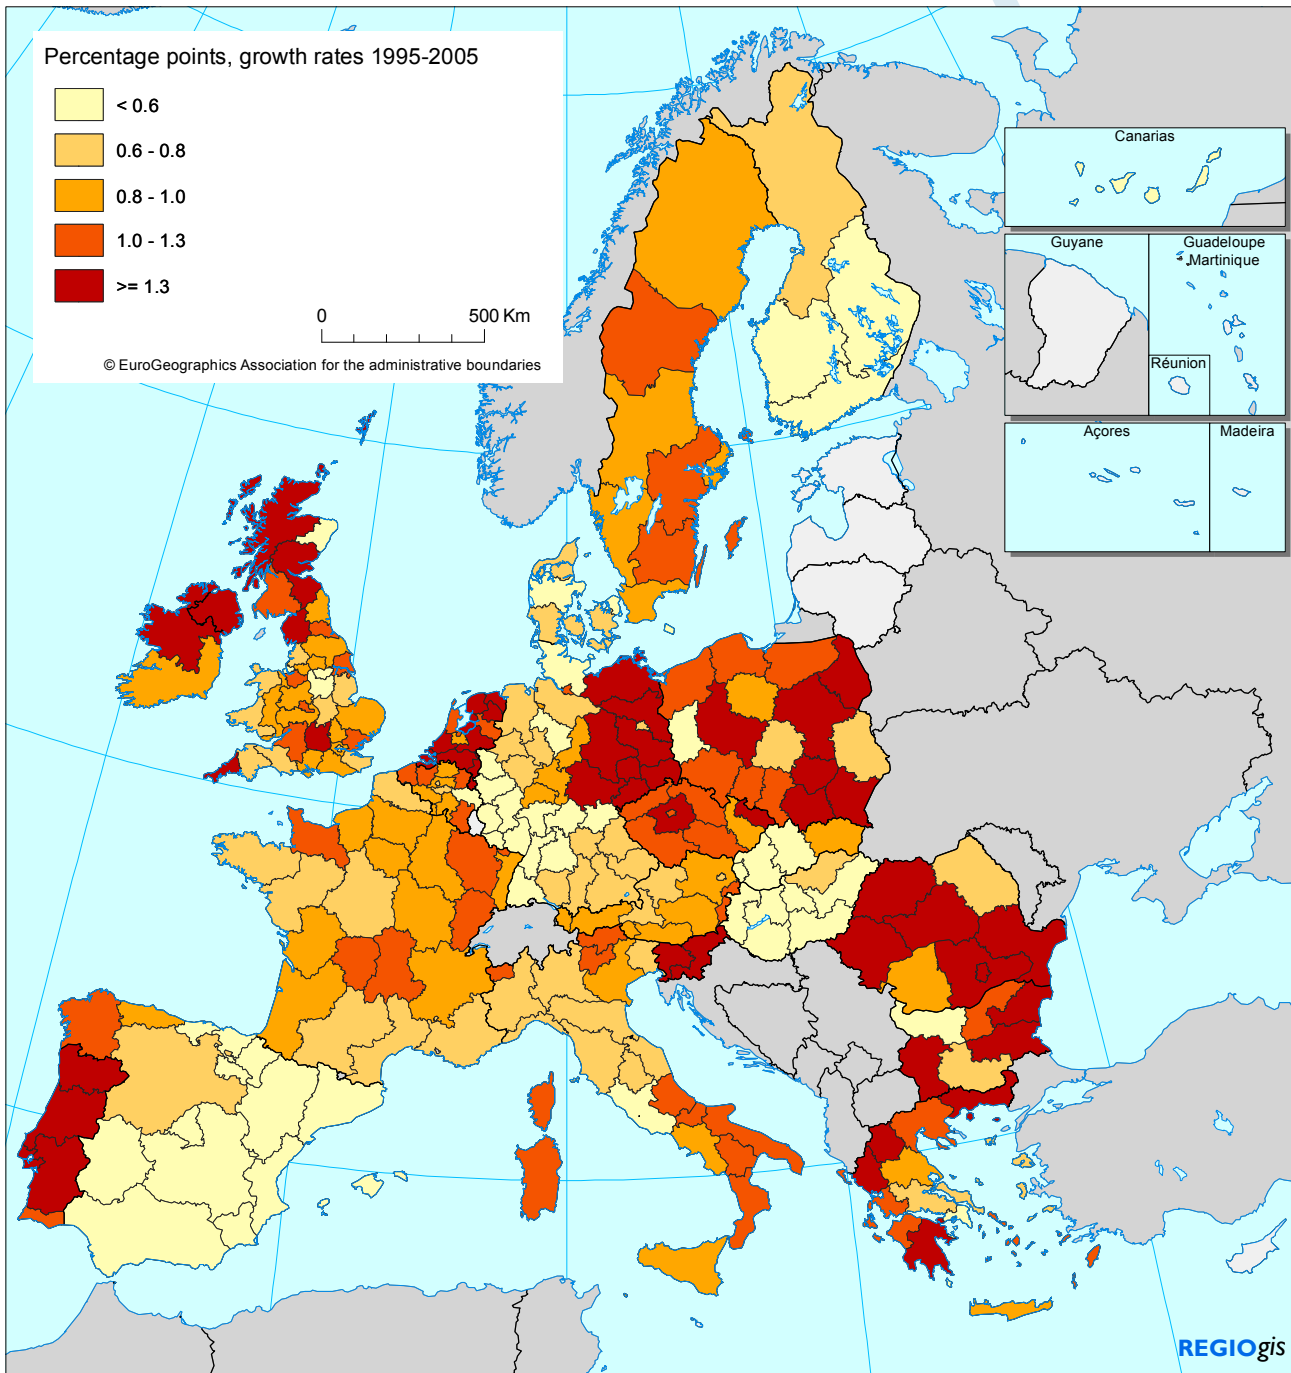 Percentage points, growth rates 1995-2005
< 0.6
0.6 - 0.8
0.8 - 1.0
1.0 - 1.3
>= 1.3
0 500 Km
© EuroGeographics Association for the administrative boundaries
Canarias
Guyane
Guadeloupe
Martinique
Réunion
Açores
Madeira
REGIOgis